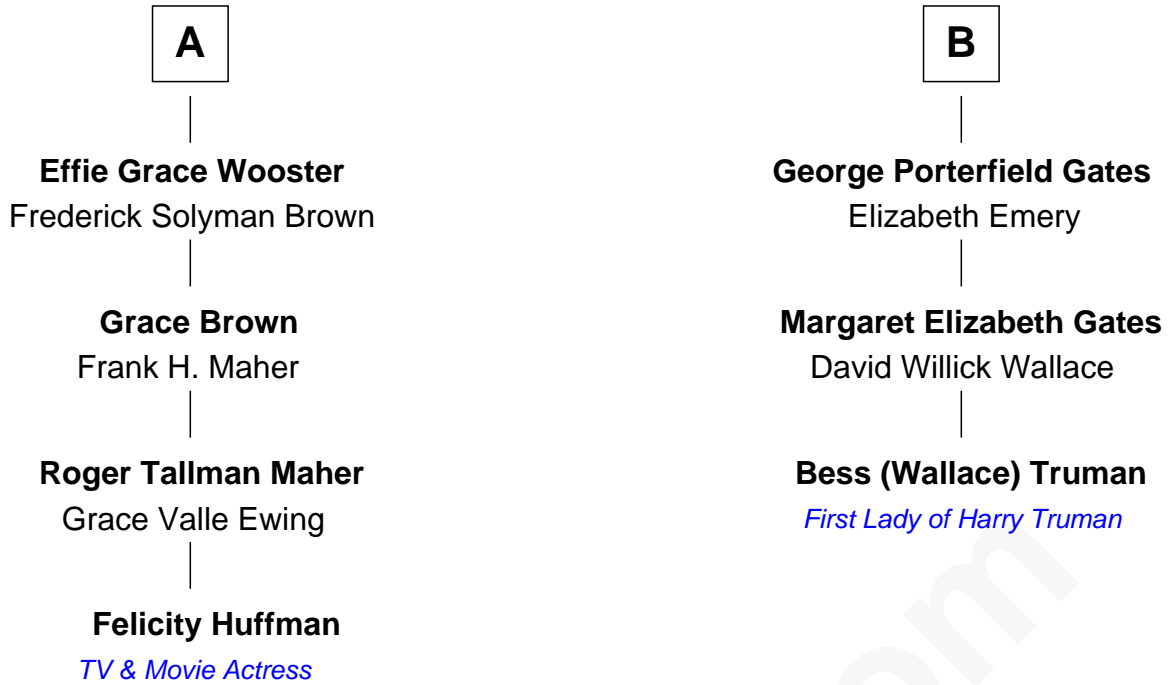 A
Effie Grace Wooster
Frederick Solyman Brown
Grace Brown
Frank H. Maher
Roger Tallman Maher
Grace Valle Ewing
Felicity Huffman
TV & Movie Actress
B
George Porterfield Gates
Elizabeth Emery
Margaret Elizabeth Gates
David Willick Wallace
Bess (Wallace) Truman
First Lady of Harry Truman
om